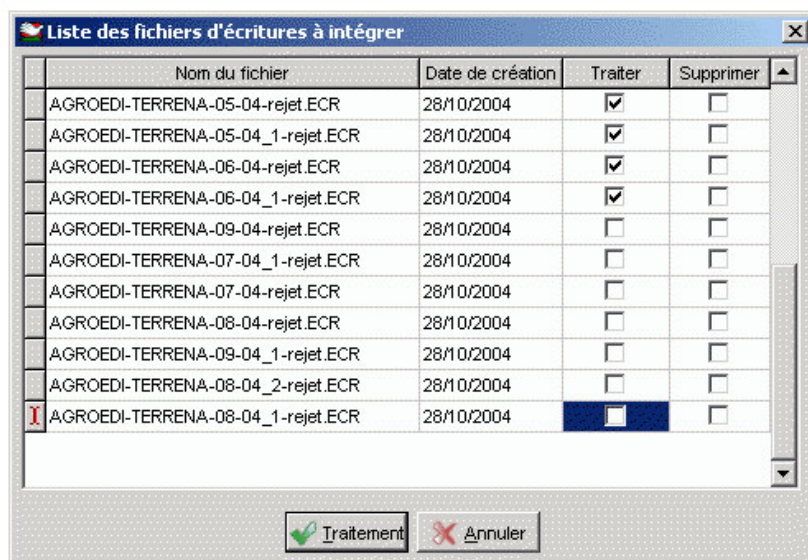 Liste des fichiers d'écritures à intégrer
Nom du fichier Date de création Traiter Supprimer
AGROEDI-TERRENA-05-04-rejet.ECR 28/10/2004
AGROEDI-TERRENA-05-04_1-rejet.ECR 28/10/2004
AGROEDI-TERRENA-06-04-rejet.ECR 28/10/2004
AGROEDI-TERRENA-06-04_1-rejet.ECR 28/10/2004
AGROEDI-TERRENA-09-04-rejet.ECR 28/10/2004
AGROEDI-TERRENA-07-04_1-rejet.ECR 28/10/2004
AGROEDI-TERRENA-07-04-rejet.ECR 28/10/2004
AGROEDI-TERRENA-08-04-rejet.ECR 28/10/2004
AGROEDI-TERRENA-09-04_1-rejet.ECR 28/10/2004
AGROEDI-TERRENA-08-04_2-rejet.ECR 28/10/2004
AGROEDI-TERRENA-08-04_1-rejet.ECR 28/10/2004
Traitement Annuler